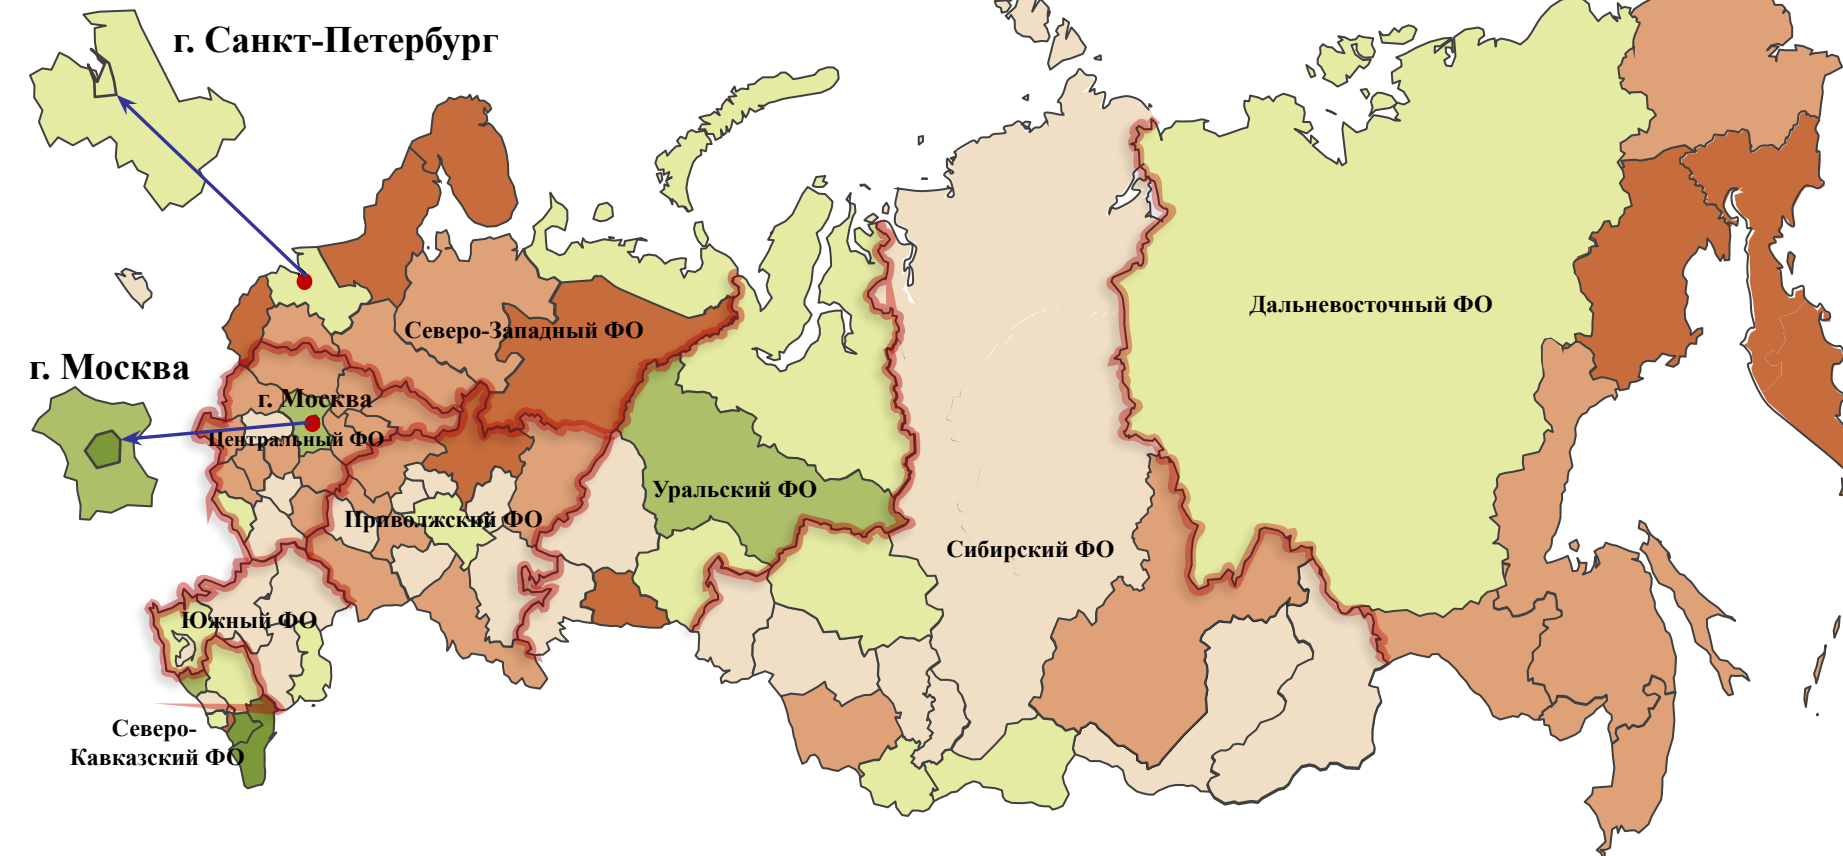 г. Санкт-Петербург
Дальневосточный ФО
Северо-Западный ФО
г. Москва
г. Москва
Центральный ФО
Уральский ФО
Приволжский ФО
Сибирский ФО
Южный ФО
Северо-
Кавказский ФО